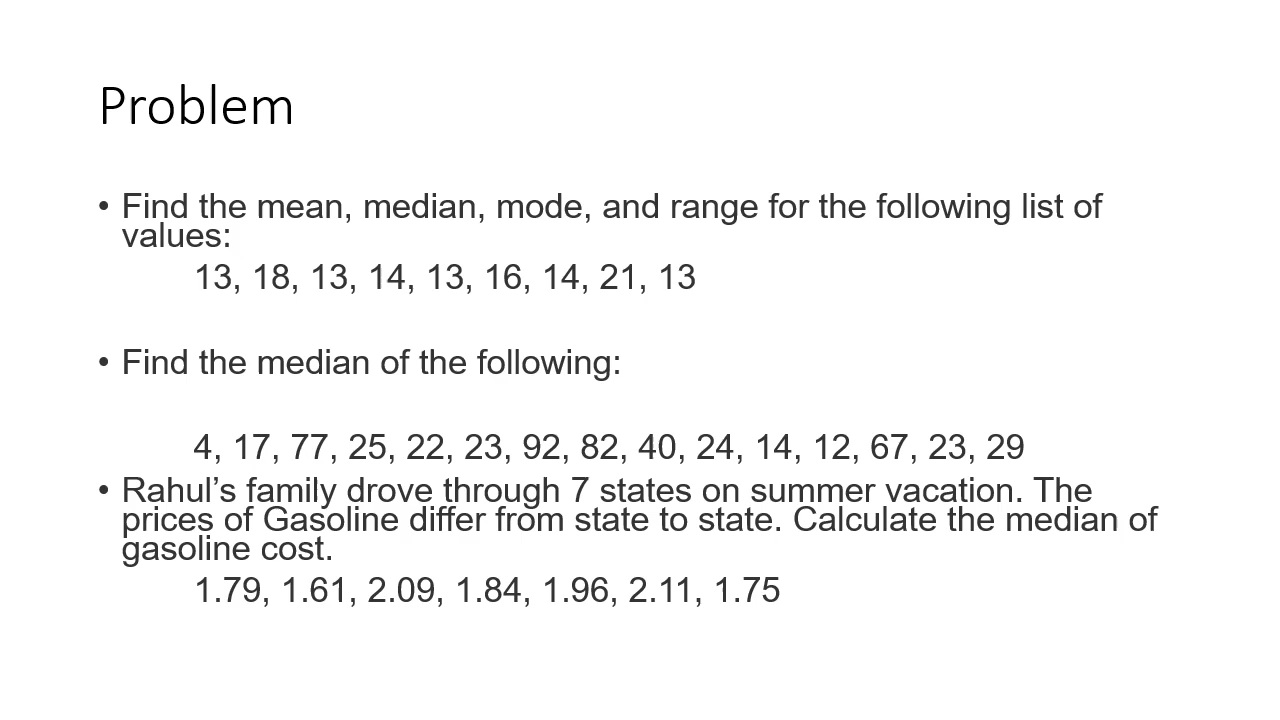 Problem
• Find the mean, median, mode, and range for the following list of
values:
13, 18, 13, 14, 13, 16, 14, 21, 13
• Find the median of the following:
4, 17, 77, 25, 22, 23, 92, 82, 40, 24, 14, 12, 67, 23, 29
• Rahul’s family drove through 7 states on summer vacation. The
prices of Gasoline differ from state to state. Calculate the median of
gasoline cost.
1.79, 1.61, 2.09, 1.84, 1.96, 2.11, 1.75